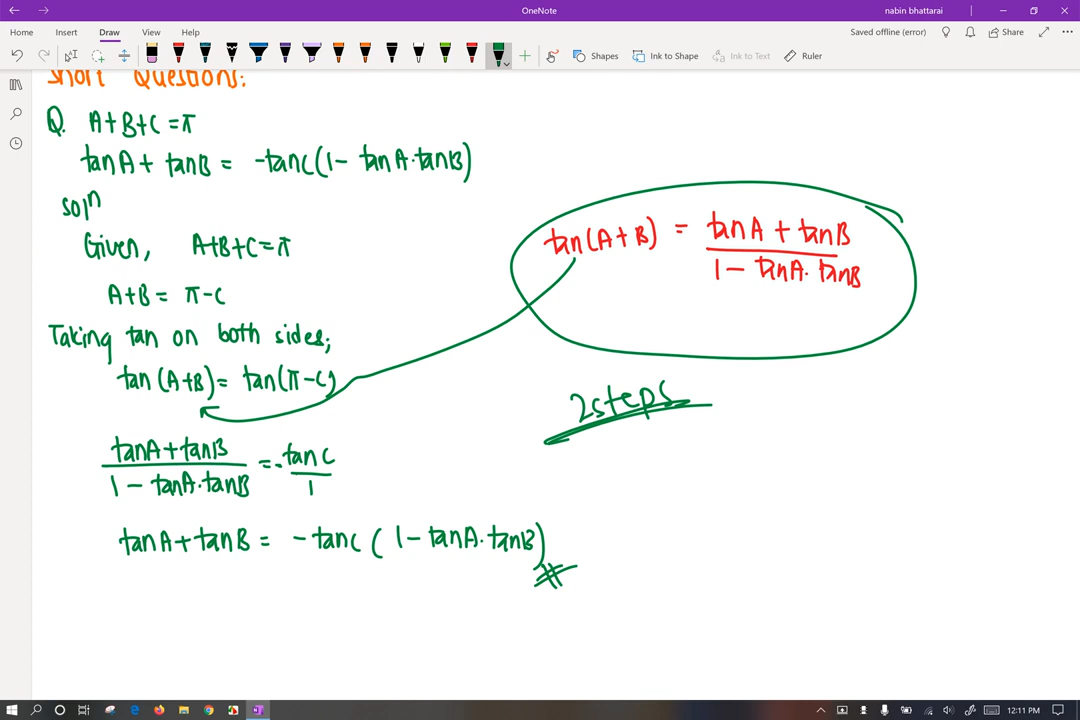 OneNote
nabin bhattarai
Home Insert Draw View Help
Saved offline (error)
Share
Shapes
Ink to Shape
Ink to Text
Ruler
Short Questions:
Q. A+B+C=π
tanA + tanB = -tanC(1- tanA·tanB)
solⁿ
Given, A+B+C=π
A+B = π-C
Taking tan on both sides;
tan (A+B) = tan(π-C)
tanA+tanB
1 - tanA·tanB
= - tanC
1
tanA+tanB = - tanC ( 1 - tanA·tanB)
#
tan(A+B) = tanA + tanB
1 - tanA· tanB
2steps
12:11 PM